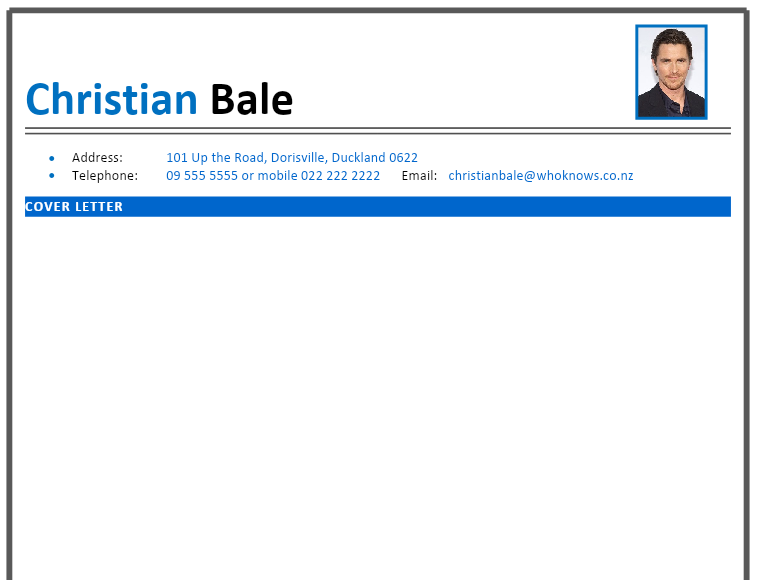 Christian Bale
Address: 101 Up the Road, Dorisville, Duckland 0622
Telephone: 09 555 5555 or mobile 022 222 2222 Email: christianbale@whoknows.co.nz
COVER LETTER